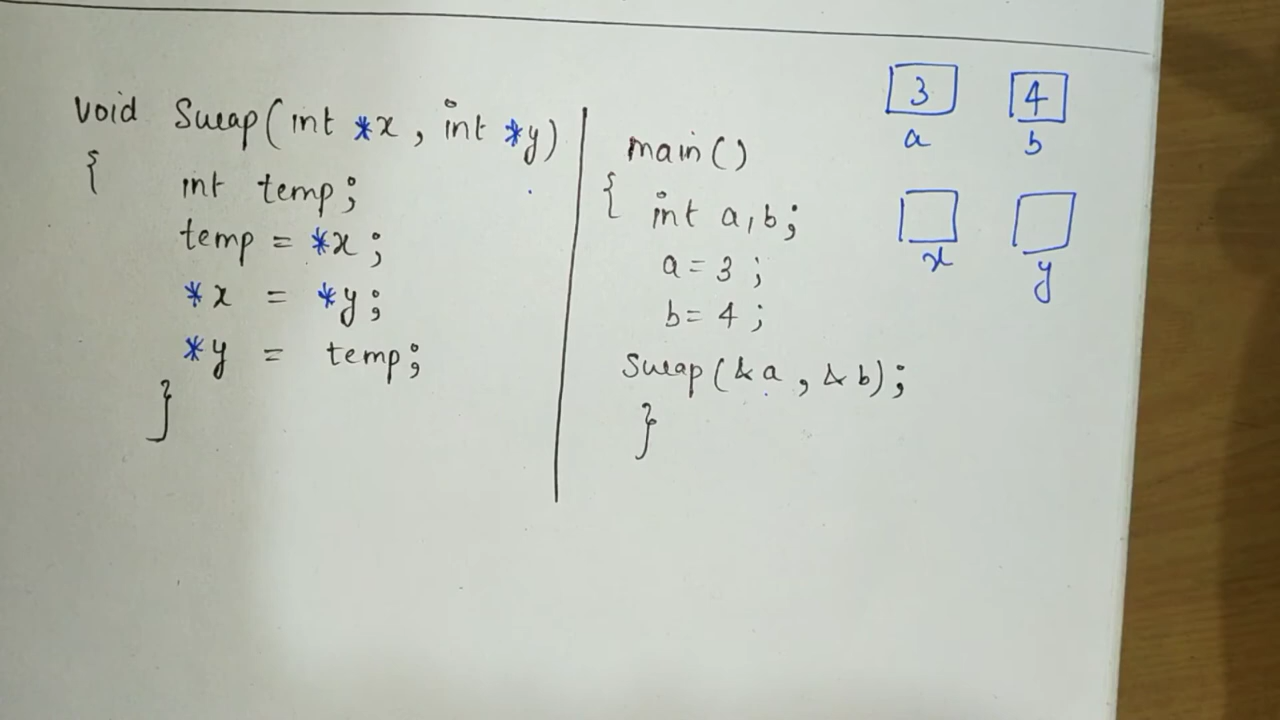 void Swap(int *x, int *y)
{ int temp;
temp = *x;
*x = *y;
*y = temp;
}
main()
{ int a,b;
a=3;
b=4;
Swap(&a, &b);
}
3 4
a b
x y